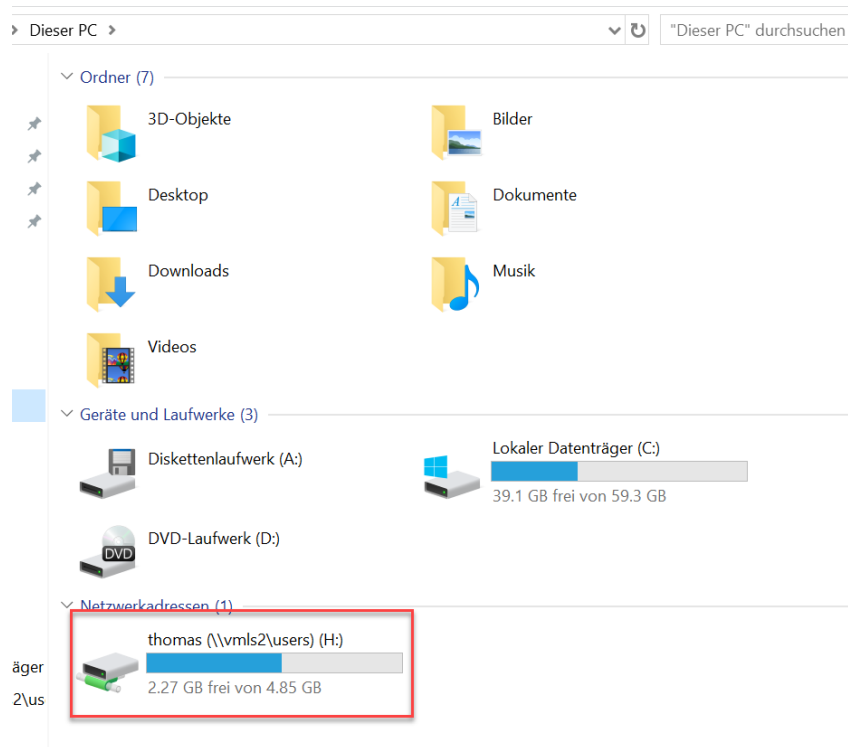 Dieser PC
"Dieser PC" durchsuchen
Ordner (7)
3D-Objekte
Bilder
Desktop
Dokumente
Downloads
Musik
Videos
Geräte und Laufwerke (3)
Diskettenlaufwerk (A:)
Lokaler Datenträger (C:)
39.1 GB frei von 59.3 GB
DVD
DVD-Laufwerk (D:)
Netzwerkadressen (1)
thomas (\\vmls2\users) (H:)
2.27 GB frei von 4.85 GB
äger
2\us